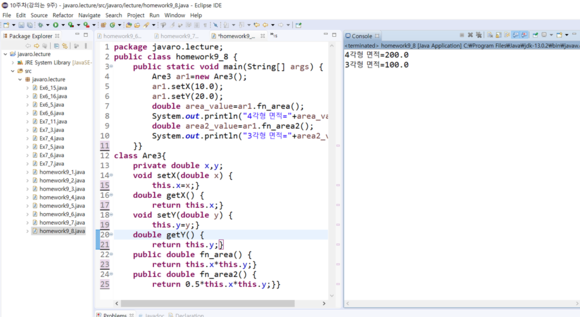 10주차(강의는 9주) - javaro.lecture/homework9_8.java - Eclipse IDE
File Edit Source Refactor Navigate Search Project Run Window Help
Package Explorer
javaro.lecture
JRE System Library [JavaSE
src
javaro.lecture
Ex6_15.java
Ex6_16.java
Ex6_5.java
Ex6_6.java
Ex7_11.java
Ex7_3.java
Ex7_4.java
Ex7_5.java
Ex7_6.java
Ex7_7.java
homework9_1.java
homework9_2.java
homework9_3.java
homework9_4.java
homework9_5.java
homework9_6.java
homework9_7.java
homework9_8.java
homework9_6....
homework9_7....
*homework9_...
1 package javaro.lecture;
2 public class homework9_8 {
3 public static void main(String[] args) {
4 Are3 ar1=new Are3();
5 ar1.setX(10.0);
6 ar1.setY(20.0);
7 double area_value=ar1.fn_area();
8 System.out.println("4각형 면적="+area_va
9 double area2_value=ar1.fn_area2();
10 System.out.println("3각형 면적="+area2_v
11 }}
12 class Are3{
13 private double x,y;
14 void setX(double x) {
15 this.x=x;}
16 double getX() {
17 return this.x;}
18 void setY(double y) {
19 this.y=y;}
20 double getY() {
21 return this.y;}
22 public double fn_area() {
23 return this.x*this.y;}
24 public double fn_area2() {
25 return 0.5*this.x*this.y;}}
Console
<terminated> homework9_8 [Java Application] C:\Program Files\Java\jdk-13.0.2\bin\javaw.
4각형 면적=200.0
3각형 면적=100.0
Problems
Javadoc
Declaration